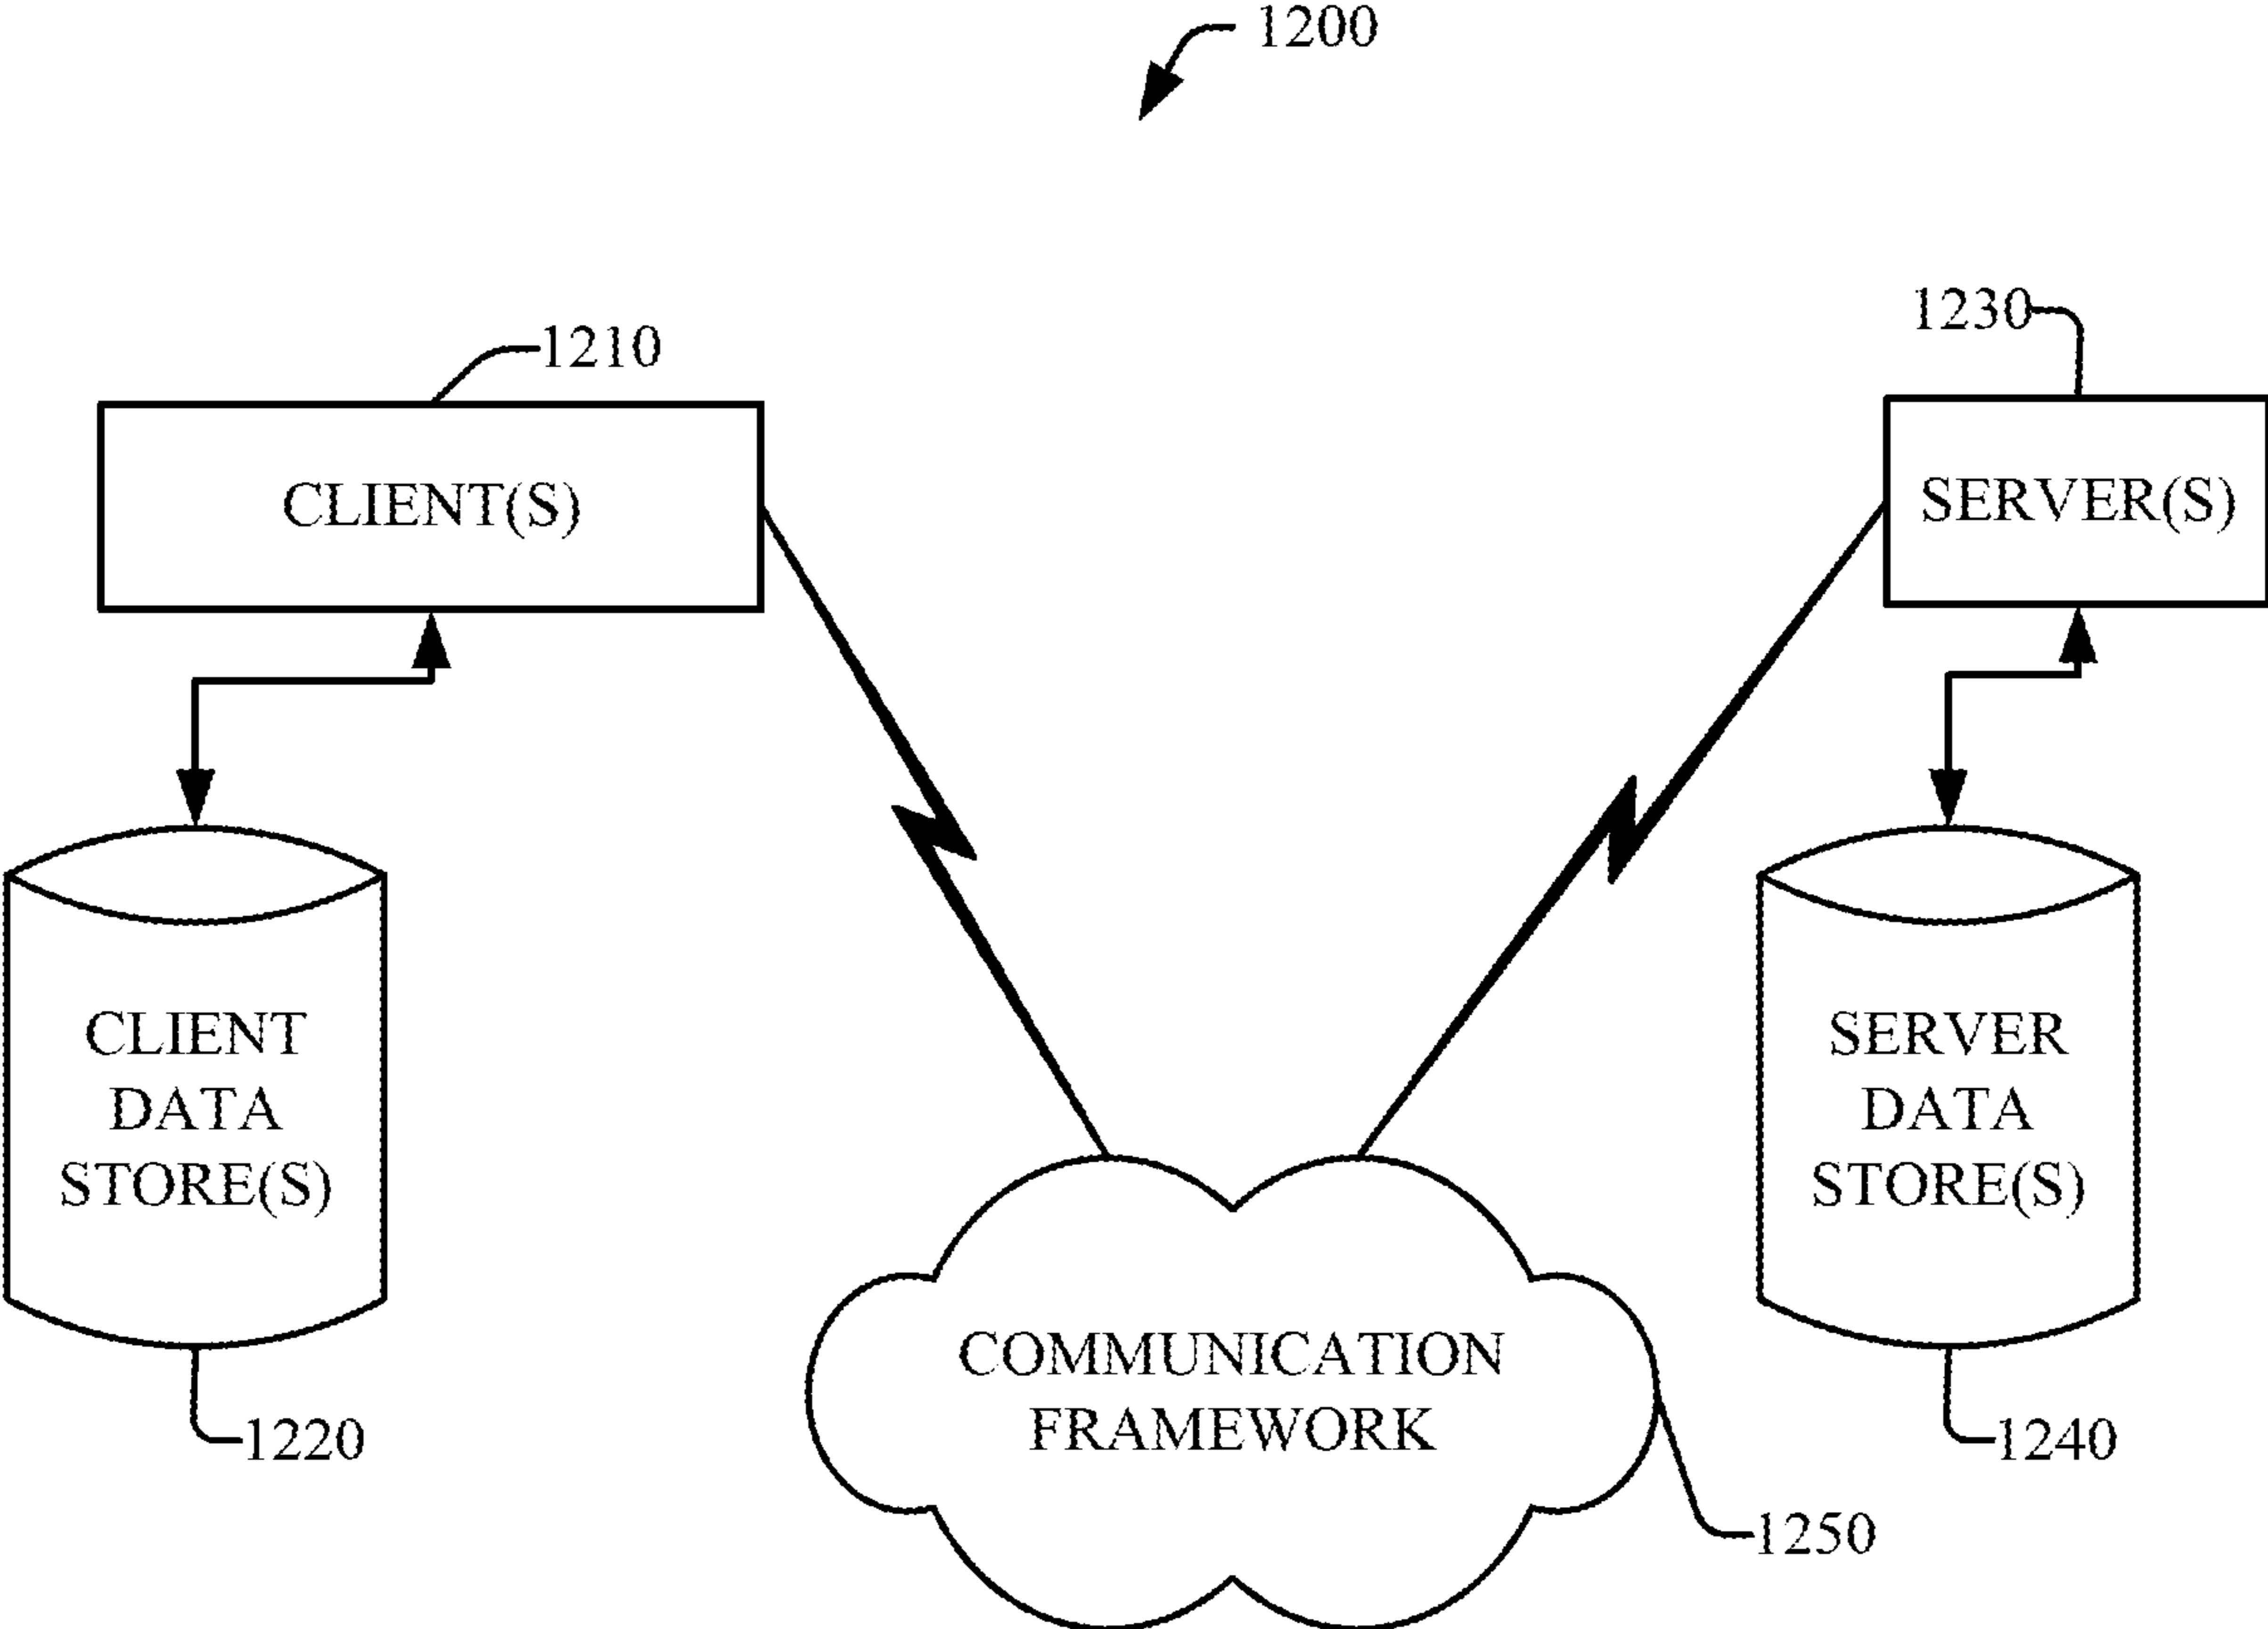 1200
1210
1230
CLIENT(S)
SERVER(S)
CLIENT
DATA
STORE(S)
SERVER
DATA
STORE(S)
COMMUNICATION
FRAMEWORK
1220
1240
1250